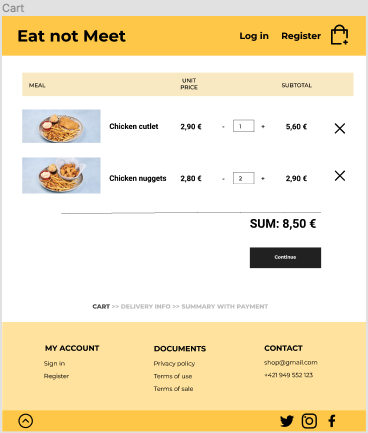 Cart
Eat not Meet
Log in
Register
MEAL
UNIT
PRICE
SUBTOTAL
Chicken cutlet
2,90 €
-
1
+
5,60 €
Chicken nuggets
2,80 €
-
2
+
2,90 €
SUM: 8,50 €
Continue
CART >> DELIVERY INFO >> SUMMARY WITH PAYMENT
MY ACCOUNT
Sign in
Register
DOCUMENTS
Privacy policy
Terms of use
Terms of sale
CONTACT
shop@gmail.com
+421 949 552 123